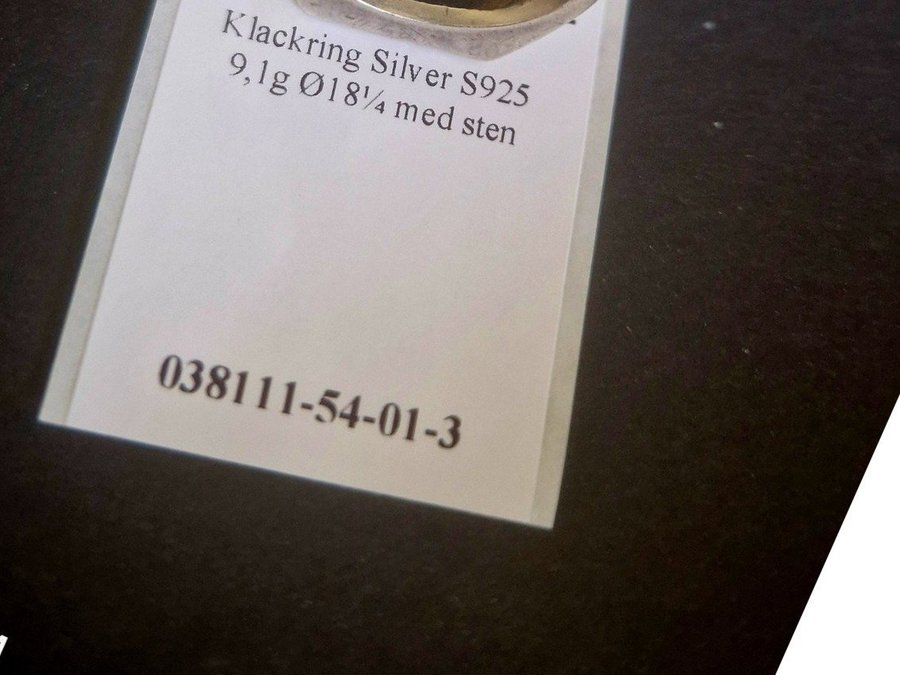 Klackring Silver S925
9,1g Ø18¼ med sten
038111-54-01-3